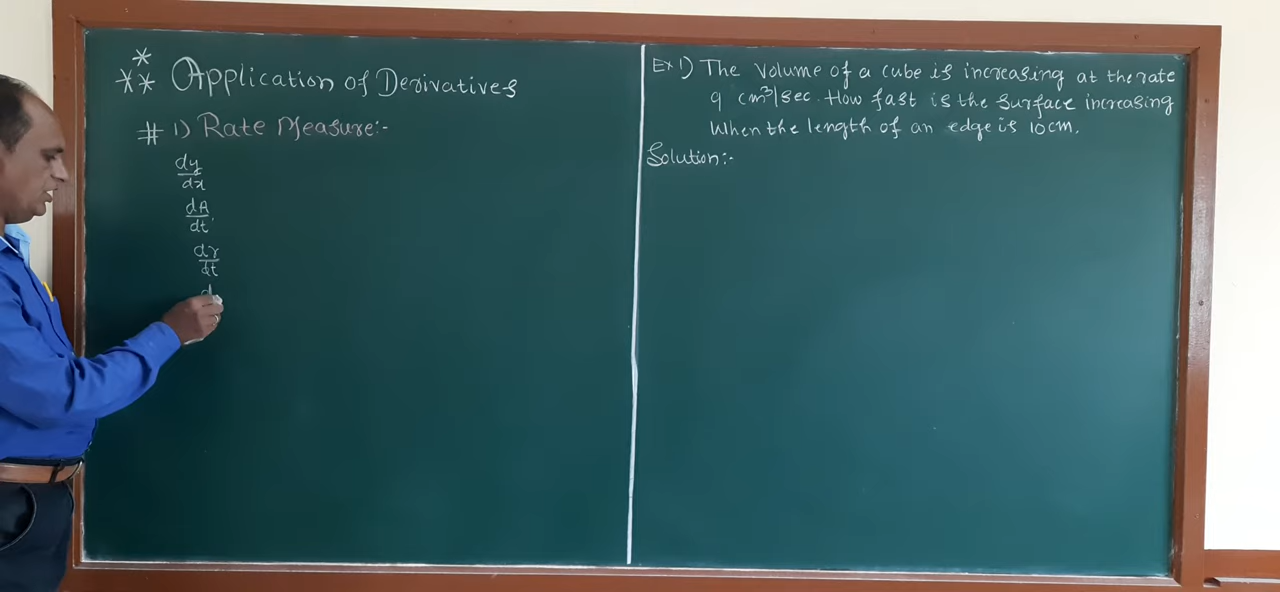 ***
Application of Derivatives
# 1) Rate Measure:-
dy/dx
dA/dt
dr/dt
d
Ex 1) The Volume of a cube is increasing at the rate
9 cm³/sec. How fast is the Surface increasing
When the length of an edge is 10cm.
Solution:-